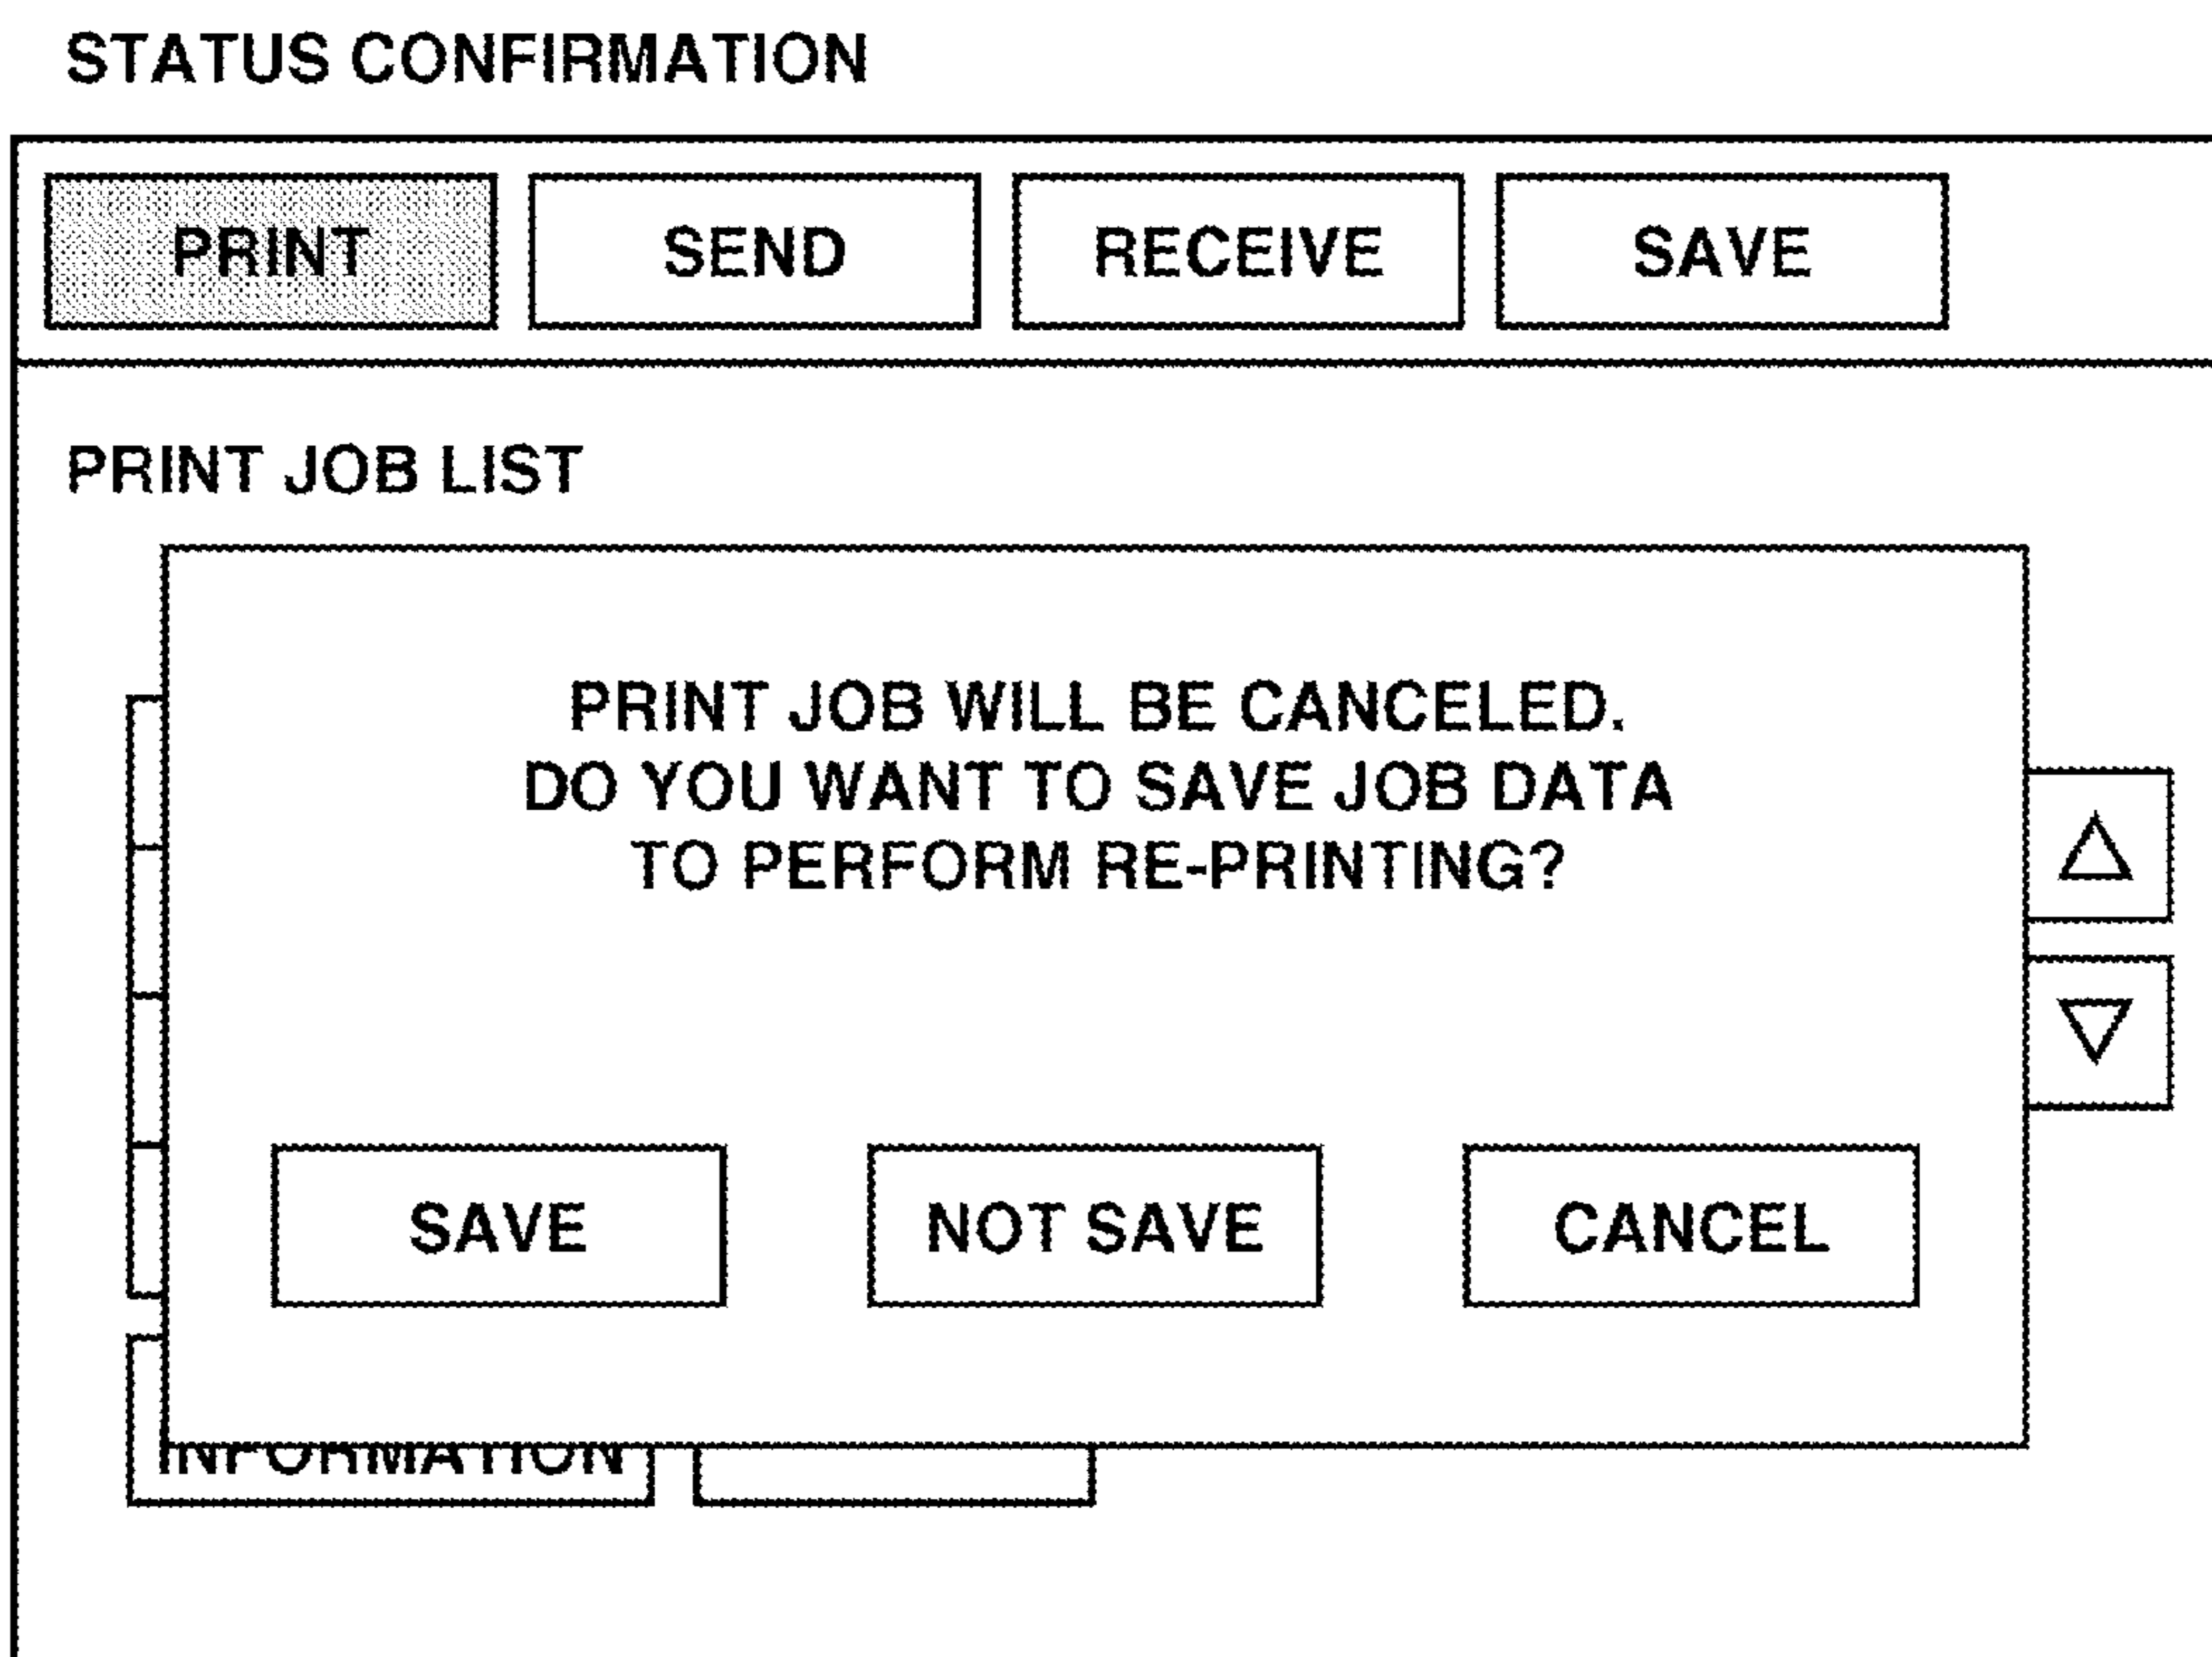 STATUS CONFIRMATION
PRINT SEND RECEIVE SAVE
PRINT JOB LIST
PRINT JOB WILL BE CANCELED.
DO YOU WANT TO SAVE JOB DATA
TO PERFORM RE-PRINTING?
SAVE NOT SAVE CANCEL
INFORMATION